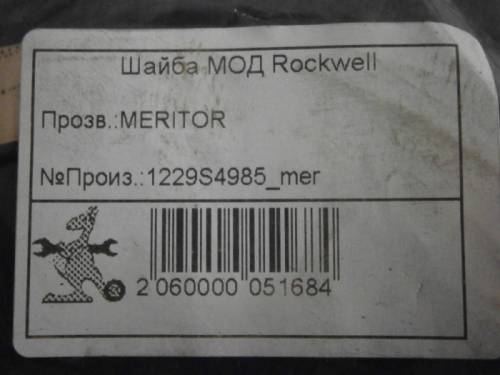 Шайба МОД Rockwell
Прозв.:MERITOR
№Произ.:1229S4985_mer
2 060000 051684